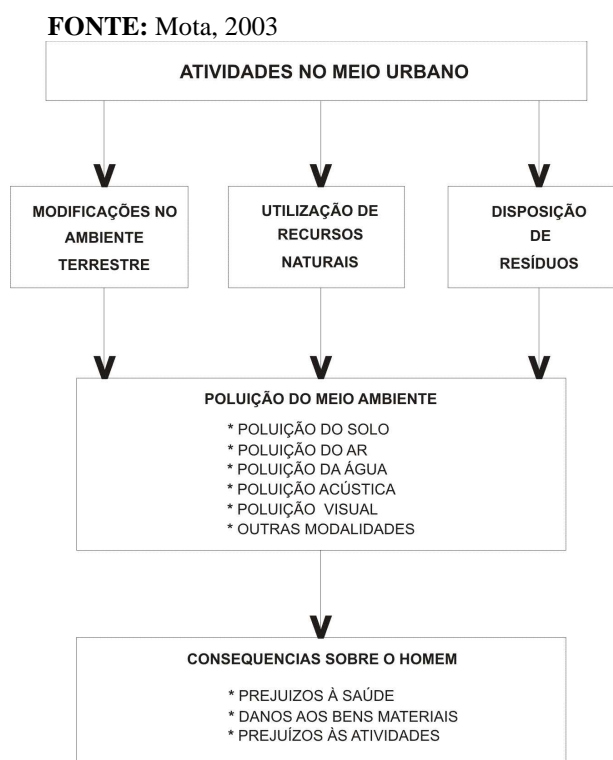 FONTE: Mota, 2003
ATIVIDADES NO MEIO URBANO
MODIFICAÇÕES NO
AMBIENTE
TERRESTRE
UTILIZAÇÃO DE
RECURSOS
NATURAIS
DISPOSIÇÃO
DE
RESÍDUOS
POLUIÇÃO DO MEIO AMBIENTE
* POLUIÇÃO DO SOLO
* POLUIÇÃO DO AR
* POLUIÇÃO DA ÁGUA
* POLUIÇÃO ACÚSTICA
* POLUIÇÃO VISUAL
* OUTRAS MODALIDADES
CONSEQUENCIAS SOBRE O HOMEM
* PREJUIZOS À SAÚDE
* DANOS AOS BENS MATERIAIS
* PREJUÍZOS ÀS ATIVIDADES